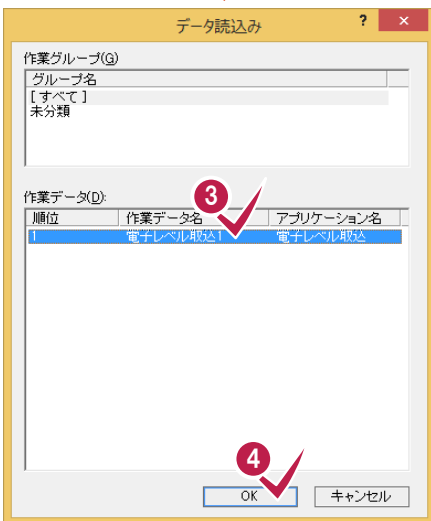 データ読込み ? ×
作業グループ(G)
グループ名
[すべて]
未分類
作業データ(D):
3
順位 作業データ名 アプリケーション名
1 電子レベル取込1 電子レベル取込
4
OK キャンセル